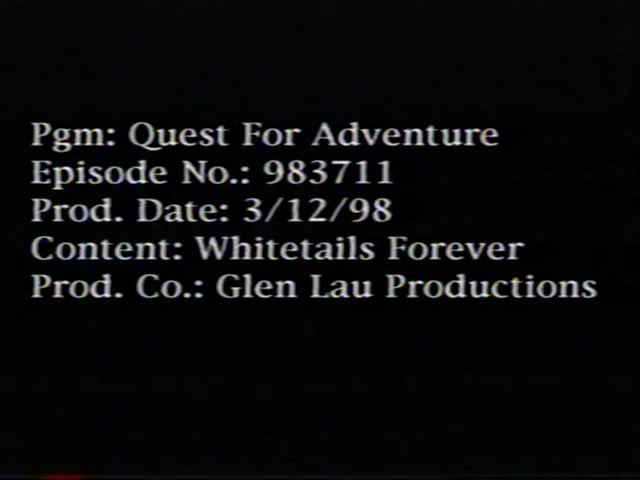 Pgm: Quest For Adventure
Episode No.: 983711
Prod. Date: 3/12/98
Content: Whitetails Forever
Prod. Co.: Glen Lau Productions